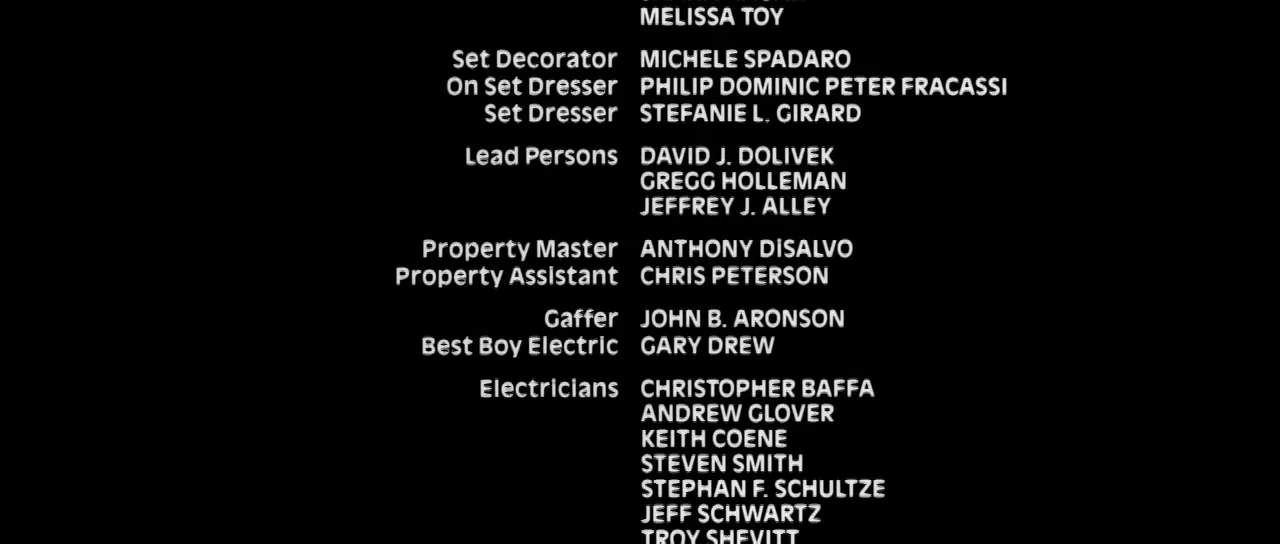 MELISSA TOY
Set Decorator MICHELE SPADARO
On Set Dresser PHILIP DOMINIC PETER FRACASSI
Set Dresser STEFANIE L. GIRARD
Lead Persons DAVID J. DOLIVEK
GREGG HOLLEMAN
JEFFREY J. ALLEY
Property Master ANTHONY DiSALVO
Property Assistant CHRIS PETERSON
Gaffer JOHN B. ARONSON
Best Boy Electric GARY DREW
Electricians CHRISTOPHER BAFFA
ANDREW GLOVER
KEITH COENE
STEVEN SMITH
STEPHAN F. SCHULTZE
JEFF SCHWARTZ
TROY SHEVITT